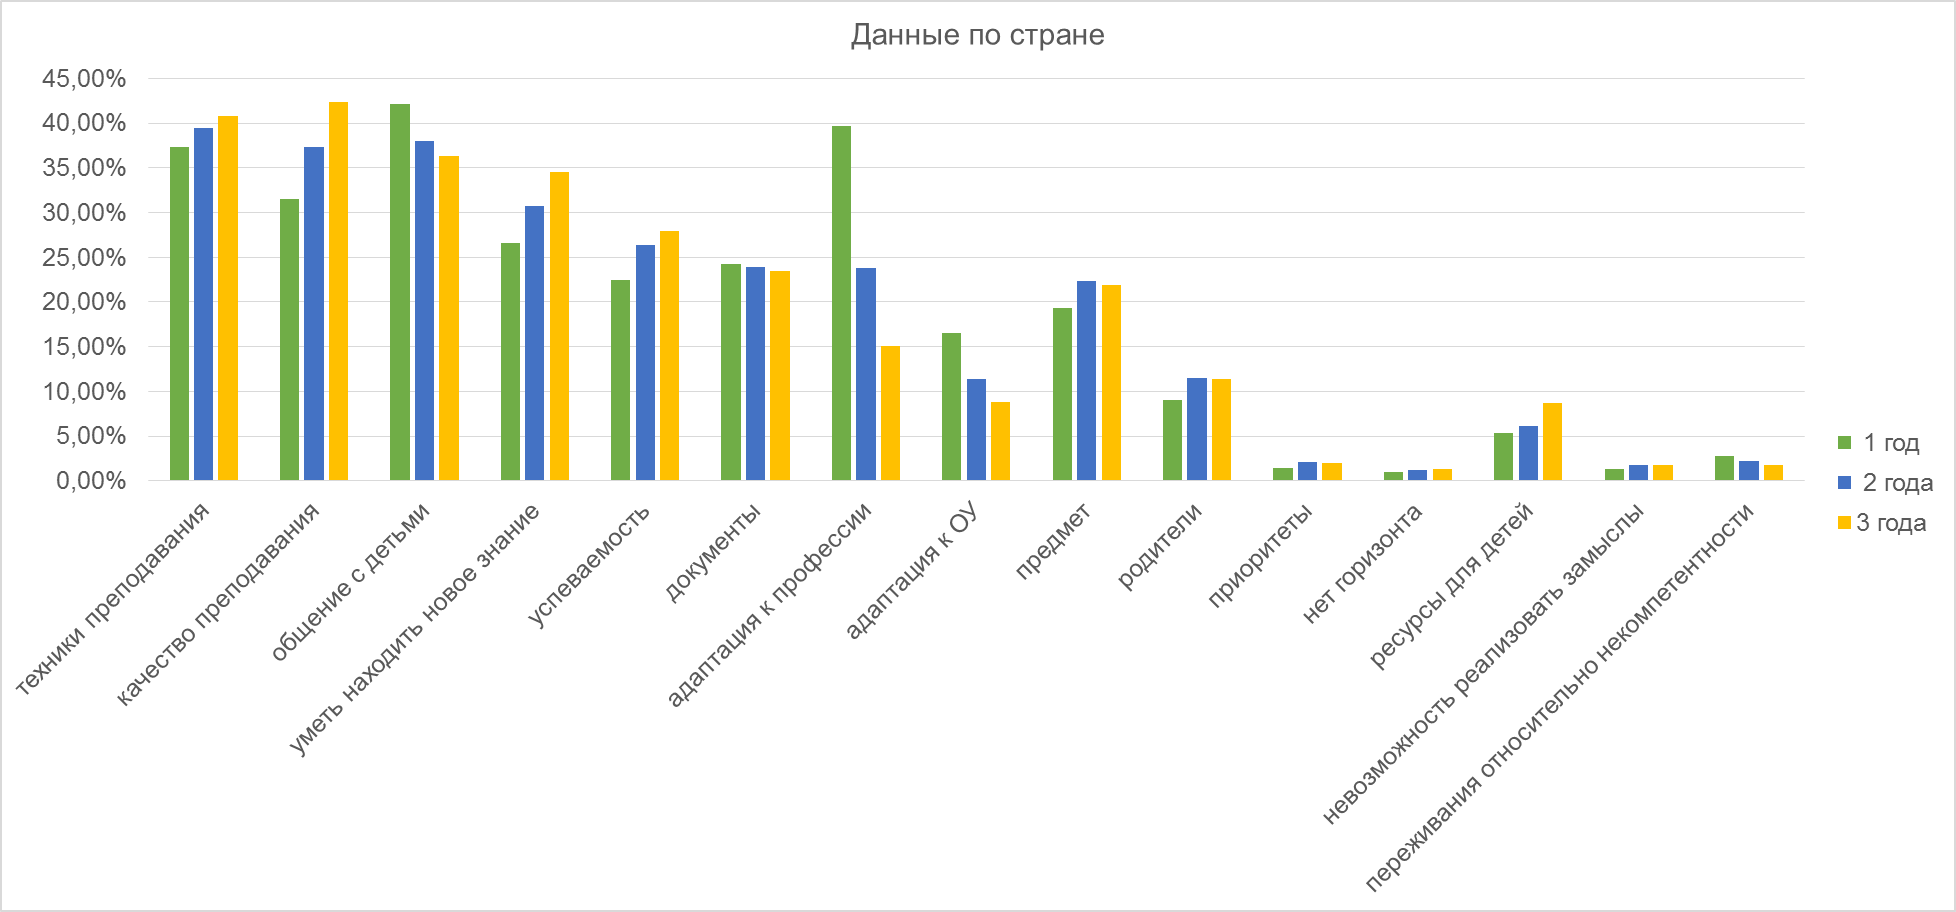 Данные по стране
45,00%
40,00%
35,00%
30,00%
25,00%
20,00%
15,00%
10,00%
5,00%
0,00%
техники преподавания
качество преподавания
общение с детьми
уметь находить новое знание
успеваемость
документы
адаптация к профессии
адаптация к ОУ
предмет
родители
приоритеты
нет горизонта
ресурсы для детей
невозможность реализовать замыслы
переживания относительно некомпетентности
1 год
2 года
3 года